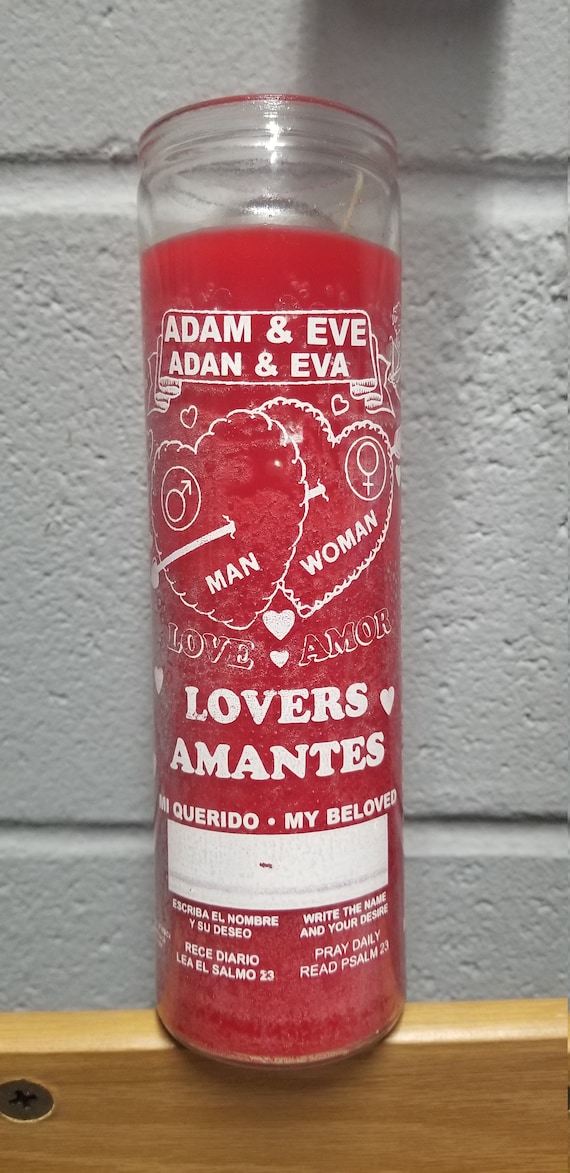 ADAM & EVE
ADAN & EVA
MAN
WOMAN
LOVE AMOR
LOVERS
AMANTES
MI QUERIDO • MY BELOVED
ESCRIBA EL NOMBRE
Y SU DESEO
RECE DIARIO
LEA EL SALMO 23
WRITE THE NAME
AND YOUR DESIRE
PRAY DAILY
READ PSALM 23